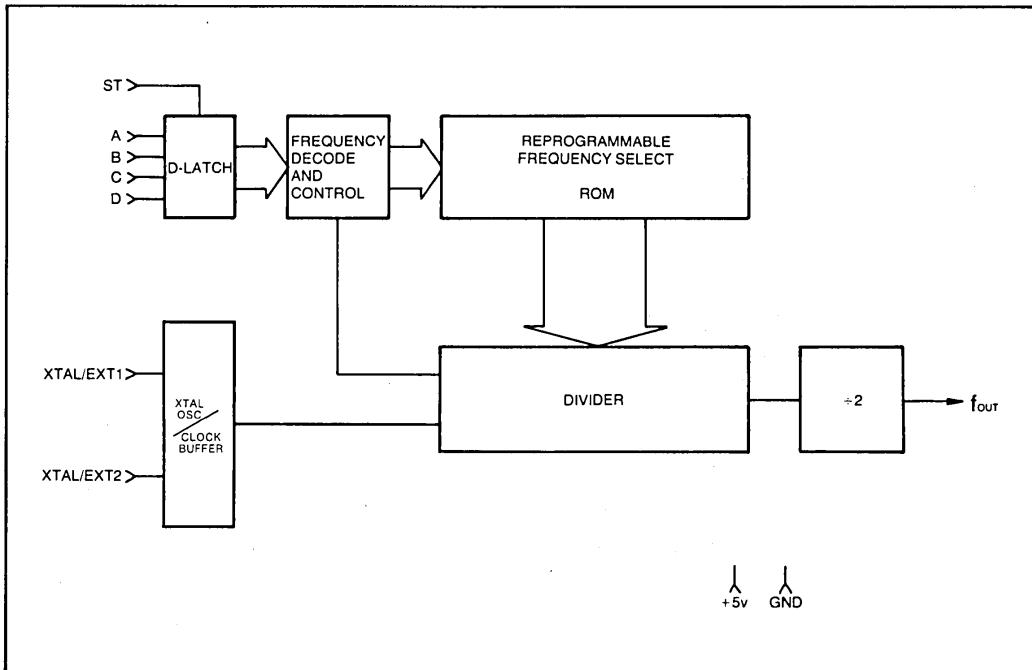 ST
A
B
C
D
D-LATCH
FREQUENCY
DECODE
AND
CONTROL
REPROGRAMMABLE
FREQUENCY SELECT
ROM
XTAL/EXT1
XTAL/EXT2
XTAL
OSC
CLOCK
BUFFER
DIVIDER
÷2
fOUT
+5v
GND